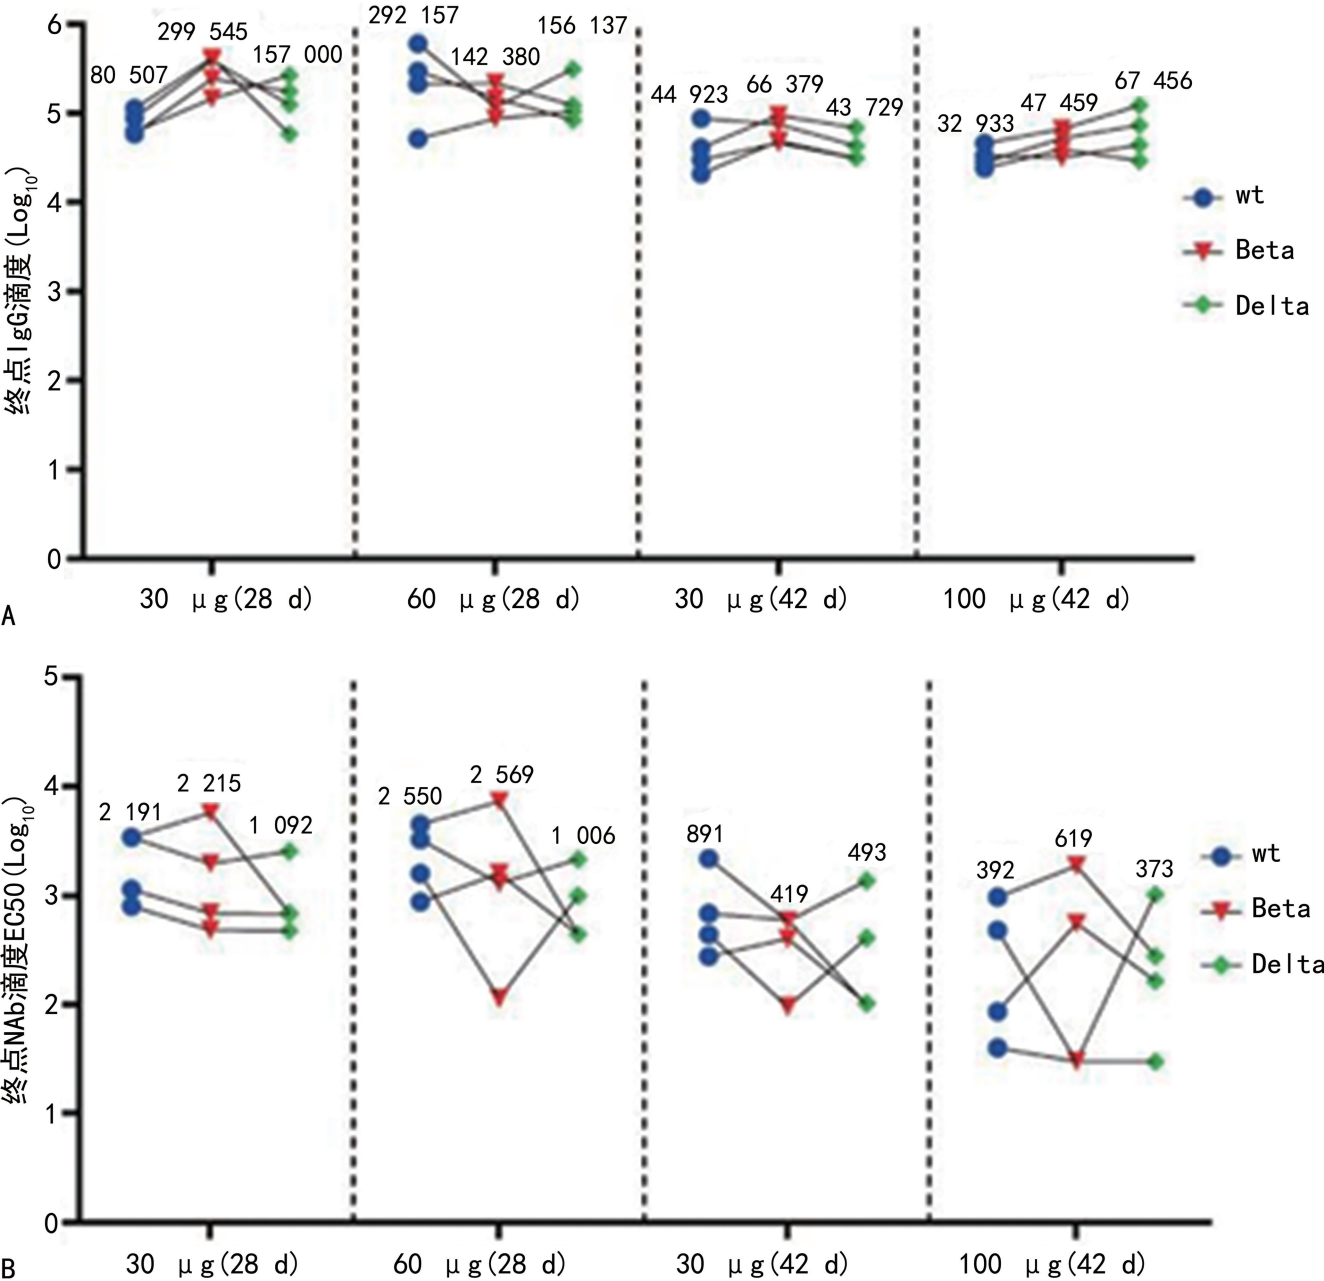 6
5
4
3
2
1
0
终点IgG滴度(Log10)
80 507
299 545
157 000
292 157
142 380
156 137
44 923
66 379
43 729
32 933
47 459
67 456
wt
Beta
Delta
30 μg(28 d)
60 μg(28 d)
30 μg(42 d)
100 μg(42 d)
A
5
4
3
2
1
0
终点NAb滴度EC50(Log10)
2 191
2 215
1 092
2 550
2 569
1 006
891
419
493
392
619
373
wt
Beta
Delta
30 μg(28 d)
60 μg(28 d)
30 μg(42 d)
100 μg(42 d)
B